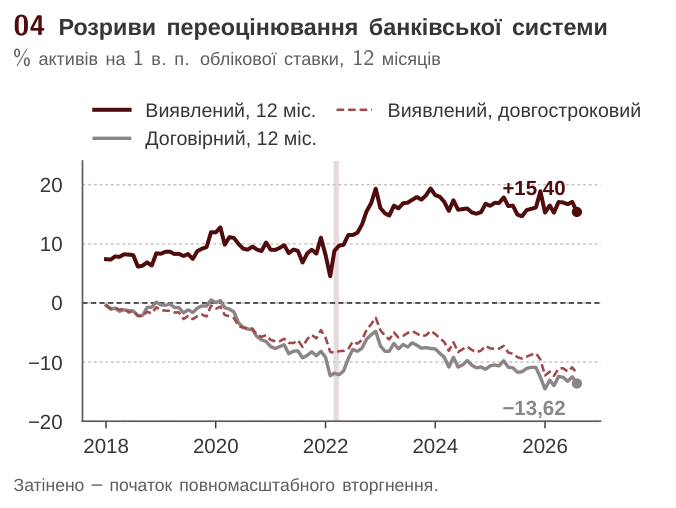 04 Розриви переоцінювання банківської системи
% активів на 1 в. п. облікової ставки, 12 місяців
Виявлений, 12 міс.
Виявлений, довгостроковий
Договірний, 12 міс.
20
10
0
−10
−20
+15,40
−13,62
2018
2020
2022
2024
2026
Затінено — початок повномасштабного вторгнення.